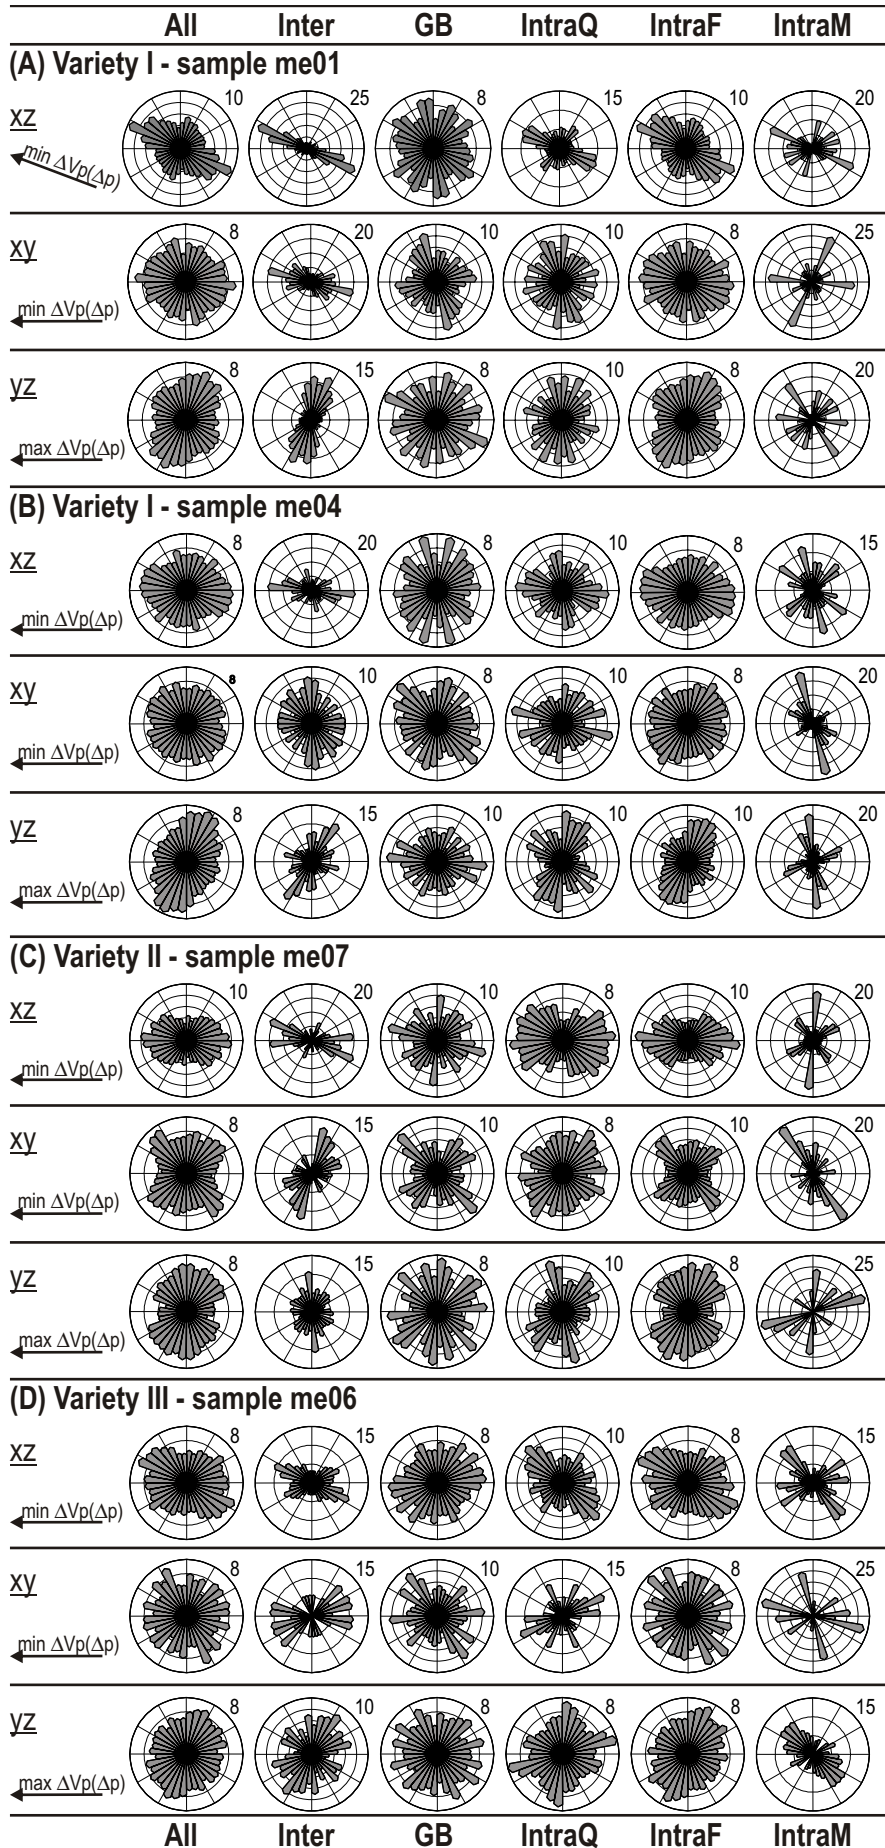 All Inter GB IntraQ IntraF IntraM
(A) Variety I - sample me01
xz 10 25 8 15 10 20
min ΔVp(Δp)
xy 8 20 10 10 8 25
min ΔVp(Δp)
yz 8 15 8 10 8 20
max ΔVp(Δp)
(B) Variety I - sample me04
xz 8 20 8 10 8 15
min ΔVp(Δp)
xy 8 10 8 10 8 20
min ΔVp(Δp)
yz 8 15 10 10 10 20
max ΔVp(Δp)
(C) Variety II - sample me07
xz 10 20 10 8 10 20
min ΔVp(Δp)
xy 8 15 10 8 10 20
min ΔVp(Δp)
yz 8 15 8 10 8 25
max ΔVp(Δp)
(D) Variety III - sample me06
xz 8 15 8 10 8 15
min ΔVp(Δp)
xy 8 15 10 15 8 25
min ΔVp(Δp)
yz 8 10 8 8 8 15
max ΔVp(Δp)
All Inter GB IntraQ IntraF IntraM